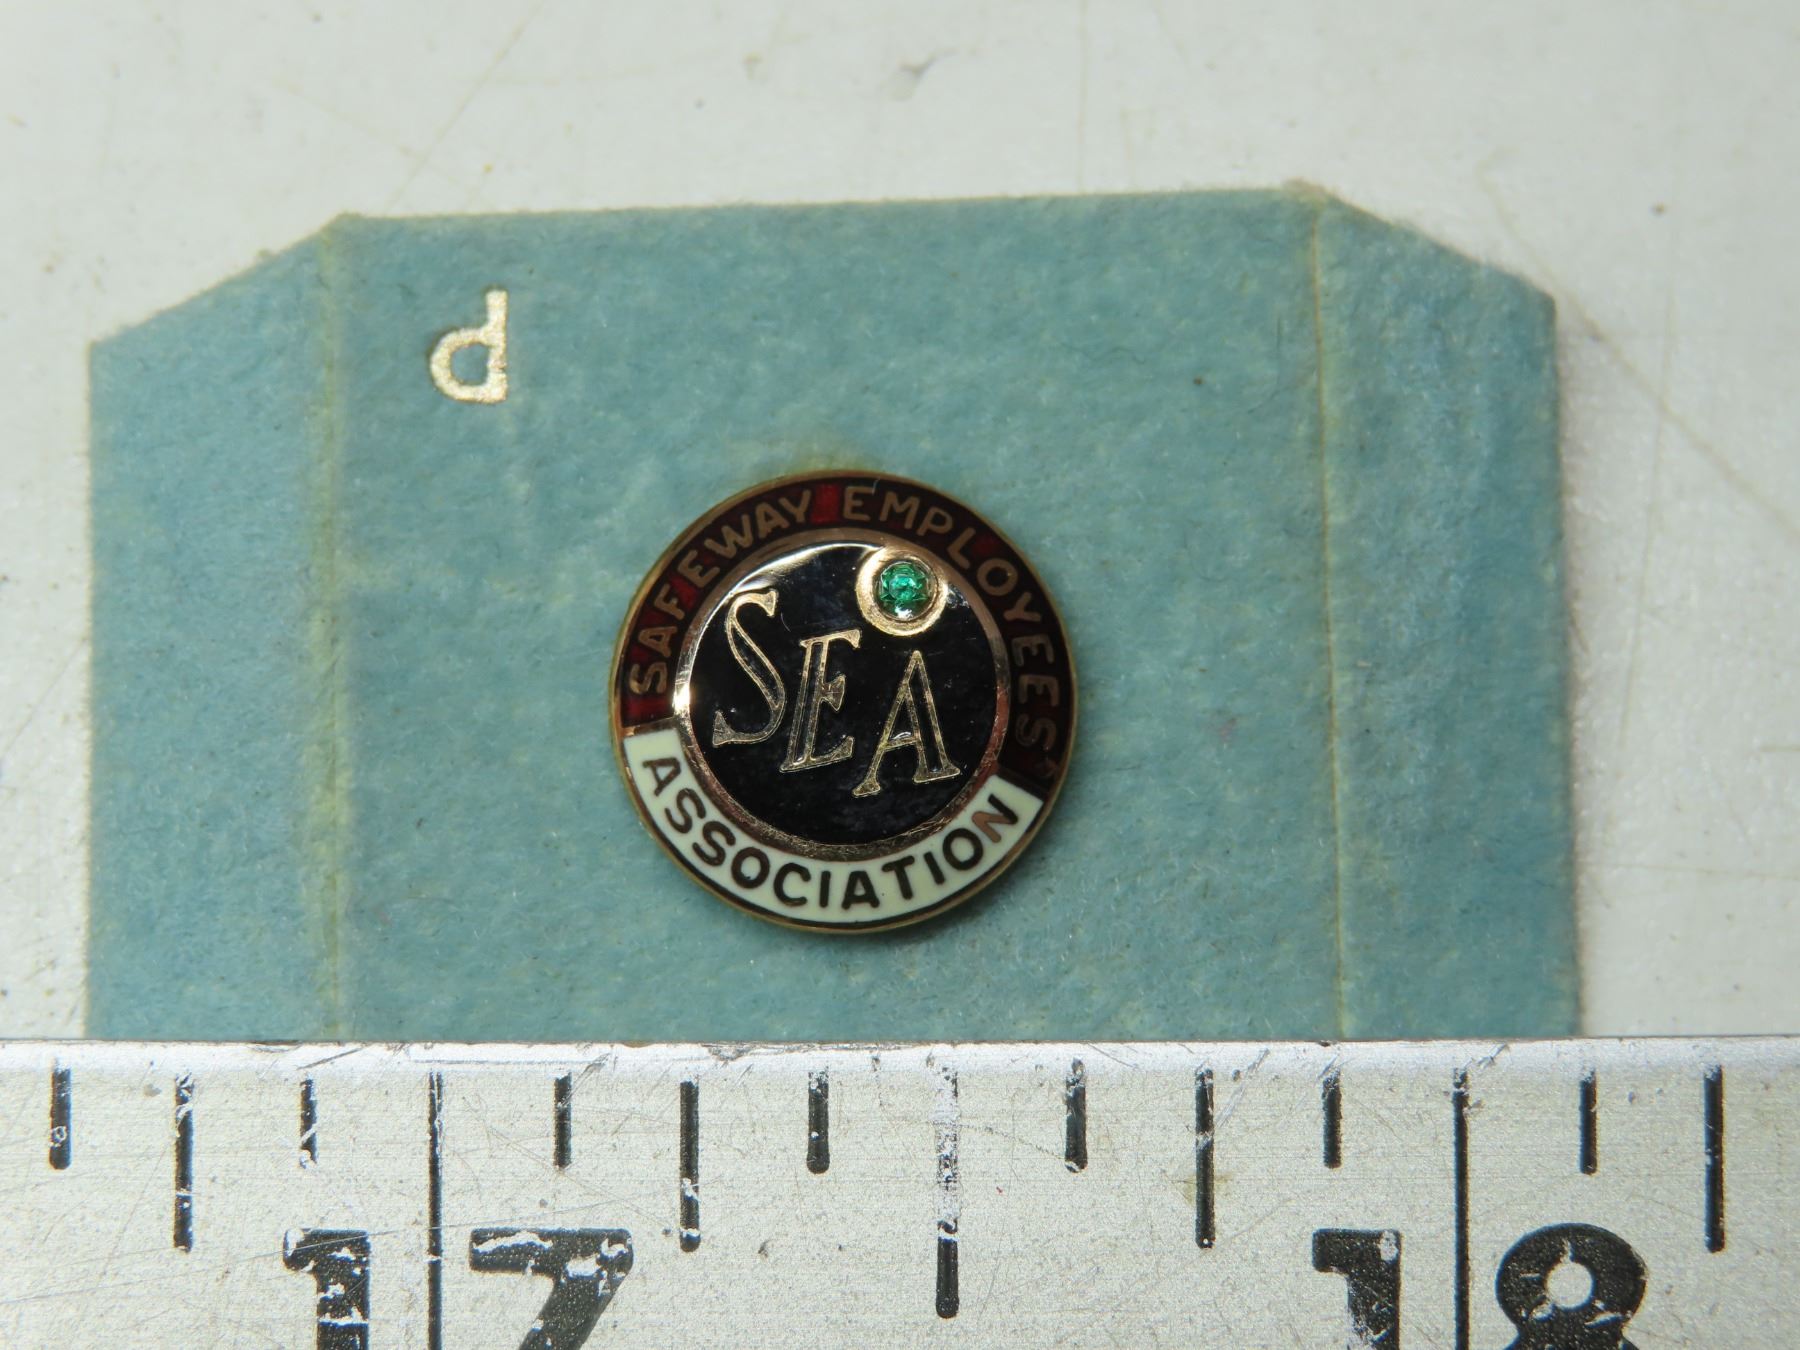 d
SAFEWAY EMPLOYEES'
SEA
ASSOCIATION
17 18